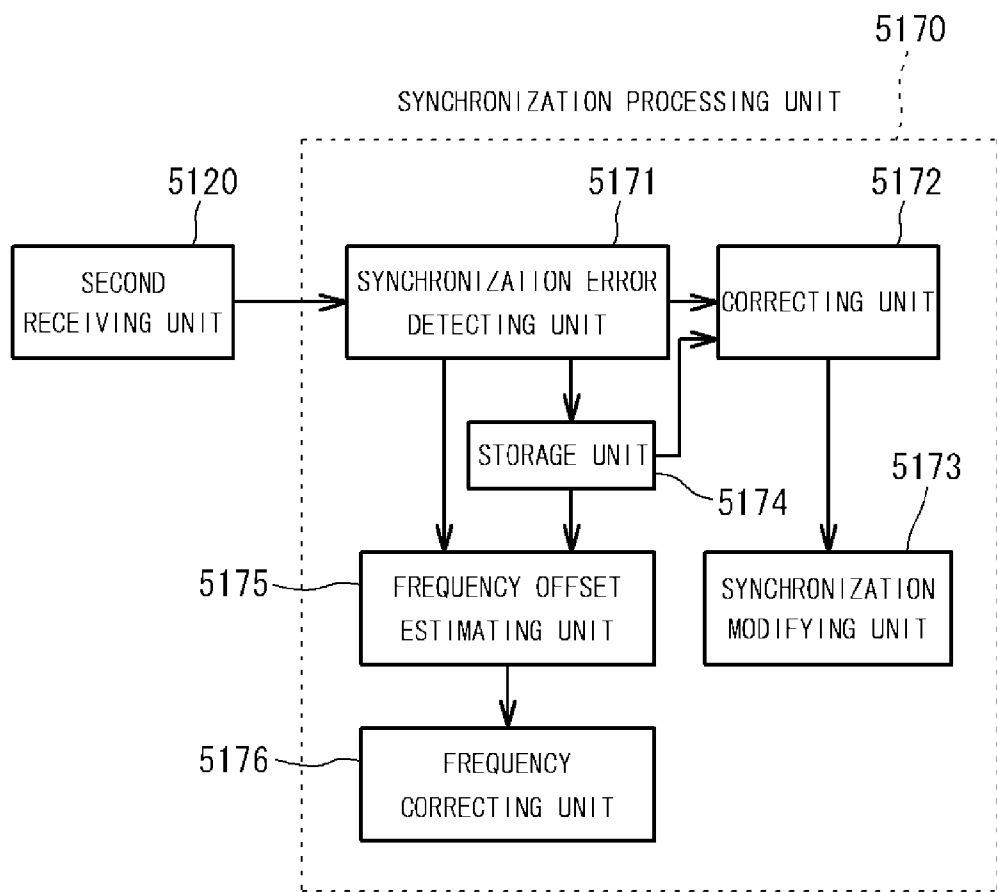 5170
SYNCHRONIZATION PROCESSING UNIT
5120
5171
5172
SECOND
RECEIVING UNIT
SYNCHRONIZATION ERROR
DETECTING UNIT
CORRECTING UNIT
STORAGE UNIT
5174
5173
5175
FREQUENCY OFFSET
ESTIMATING UNIT
SYNCHRONIZATION
MODIFYING UNIT
5176
FREQUENCY
CORRECTING UNIT